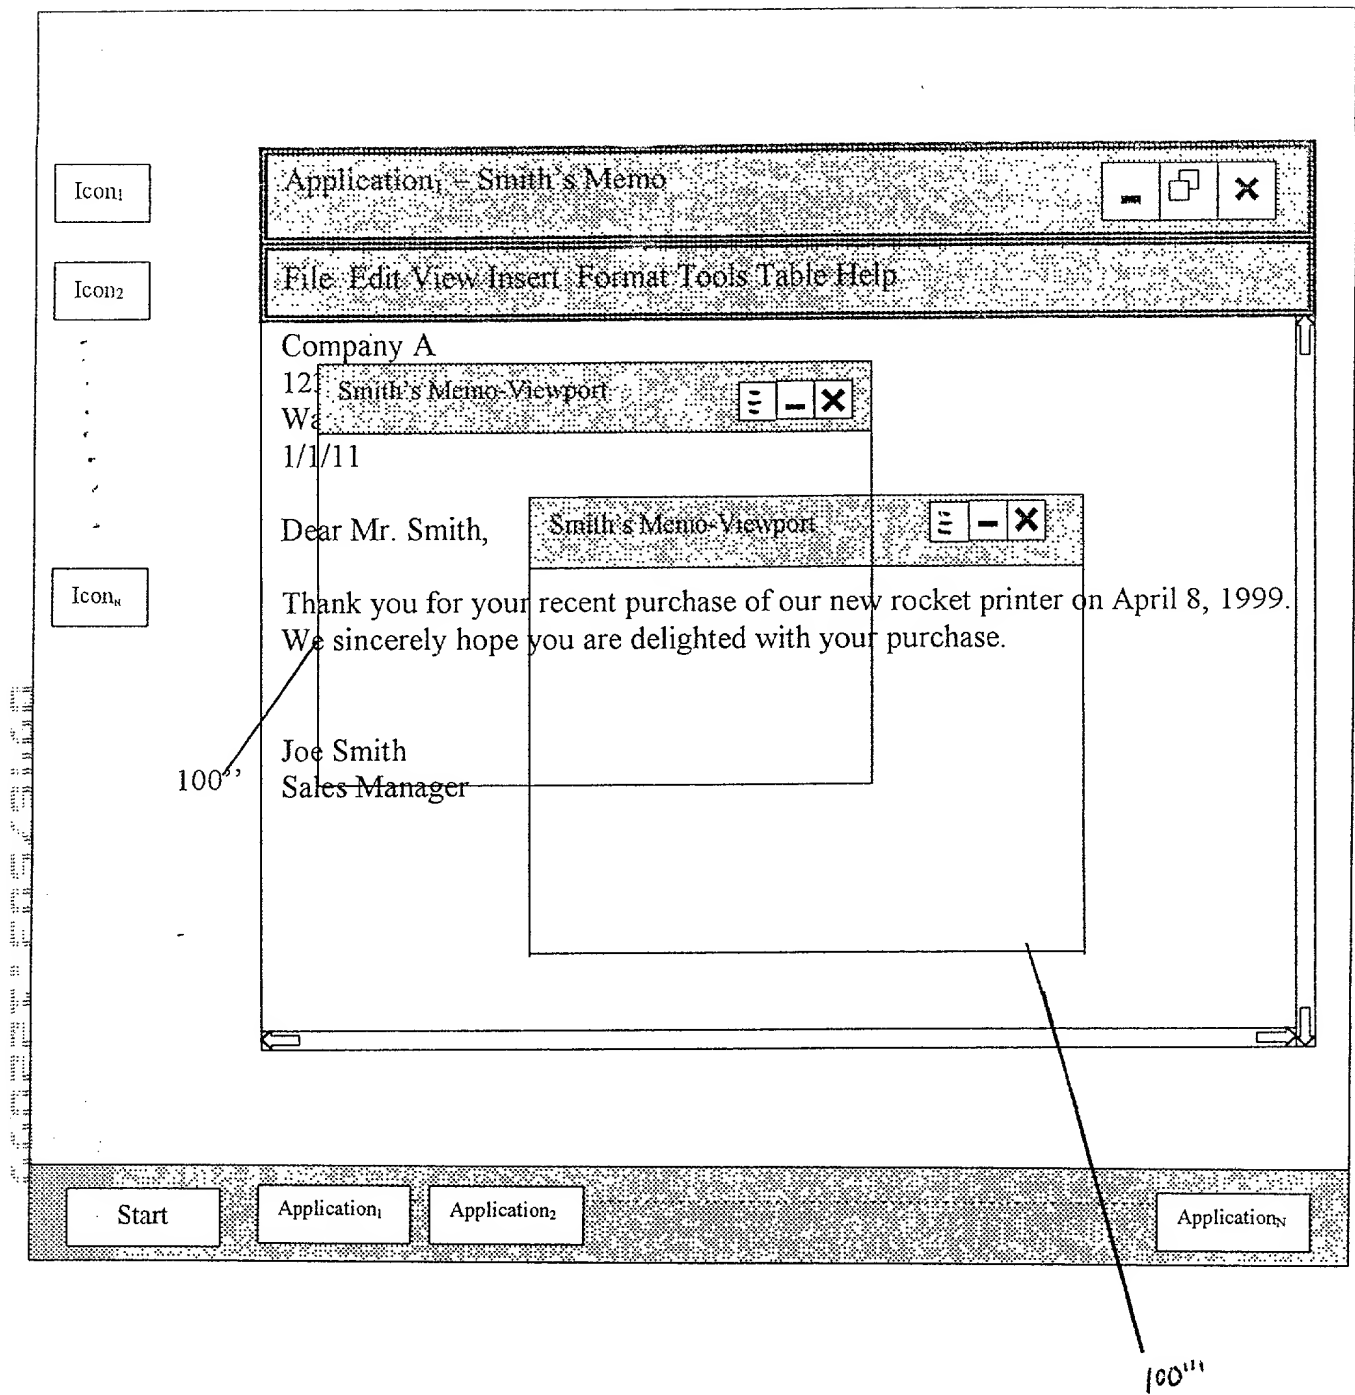 Icon₁
Icon₂
Iconₙ
Application₁ – Smith's Memo
File Edit View Insert Format Tools Table Help
Company A
1/1/11
Smith's Memo-Viewport
Dear Mr. Smith,
Smith's Memo-Viewport
Thank you for your recent purchase of our new rocket printer on April 8, 1999.
We sincerely hope you are delighted with your purchase.
Joe Smith
Sales Manager
100''
Start
Application₁
Application₂
Application_N
100'''